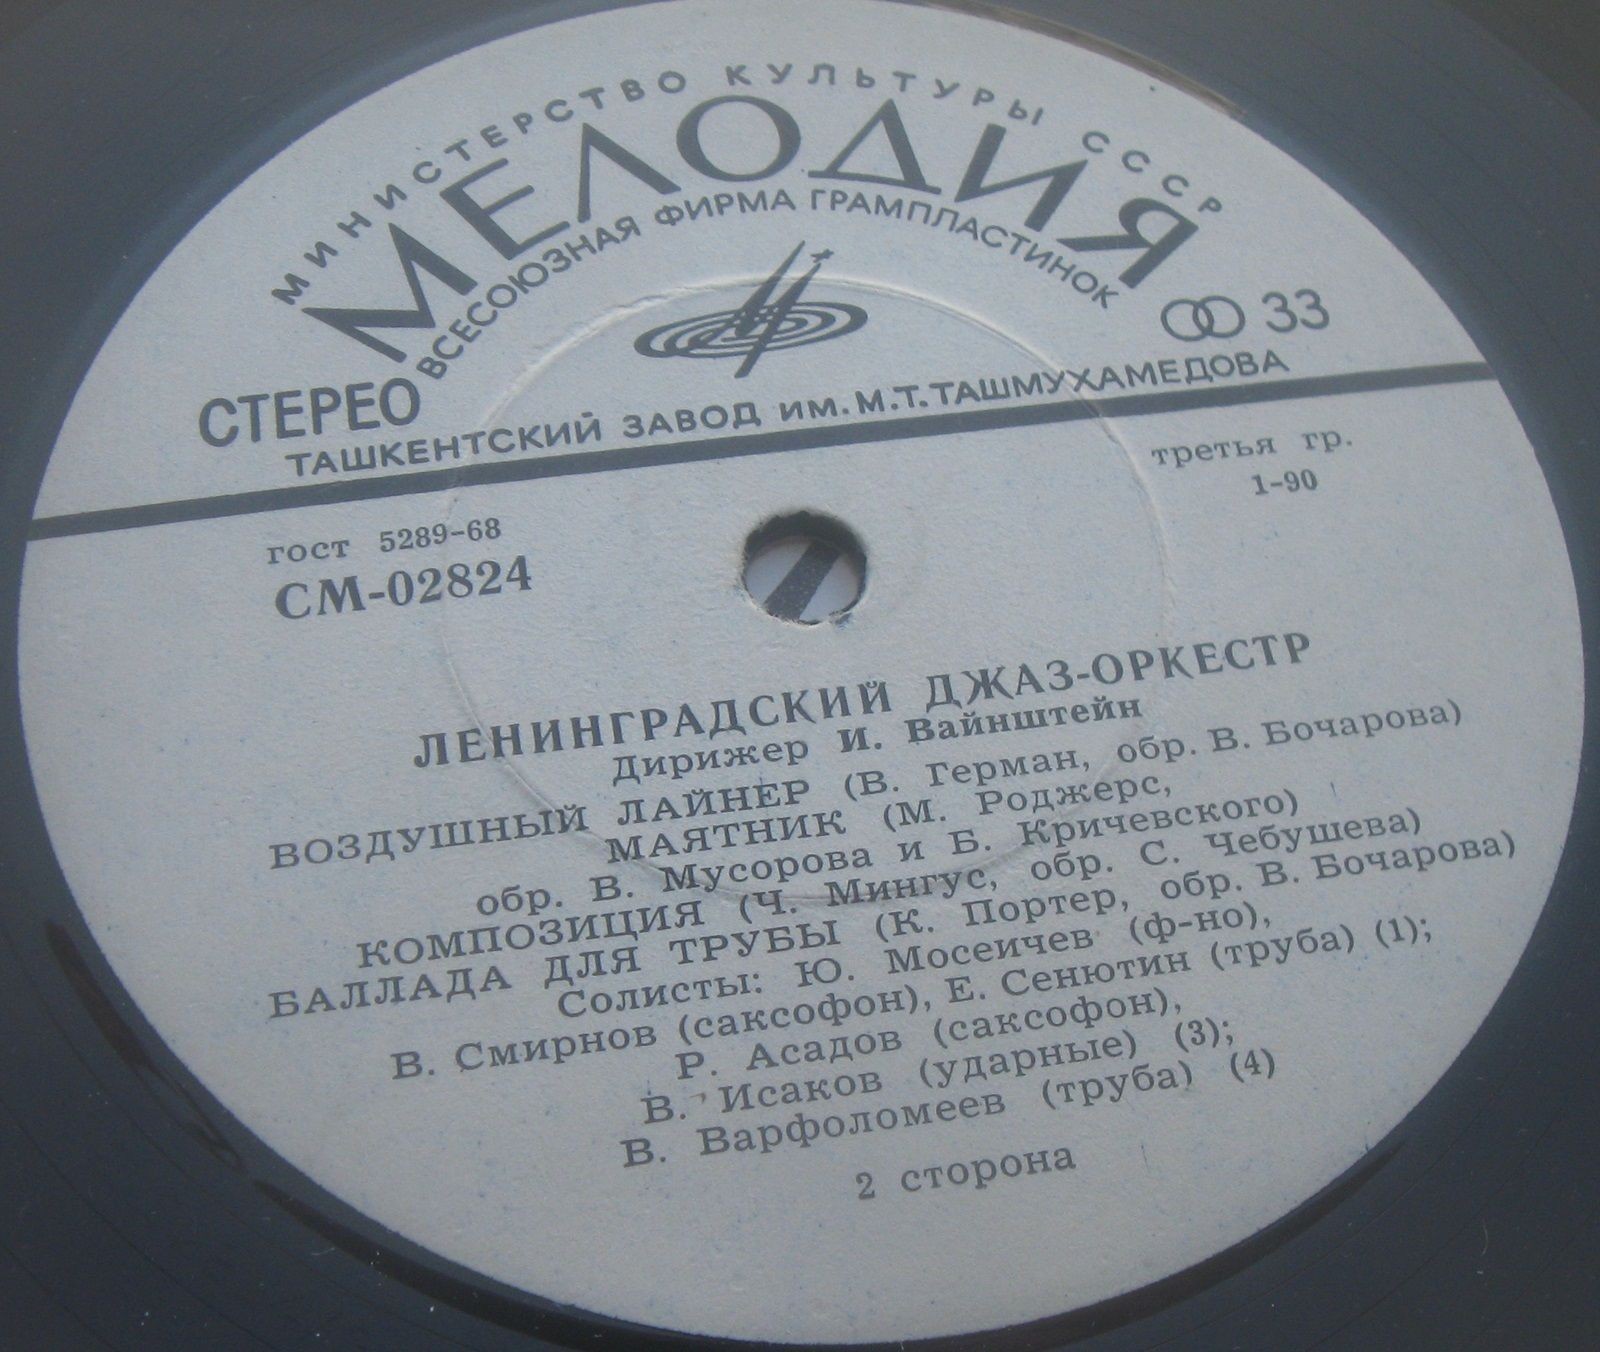 МИНИСТЕРСТВО КУЛЬТУРЫ СССР
МЕЛОДИЯ
ВСЕСОЮЗНАЯ ФИРМА ГРАМПЛАСТИНОК
СТЕРЕО
33
ТАШКЕНТСКИЙ ЗАВОД ИМ. М.Т. ТАШМУХАМЕДОВА
гост 5289-68
третья гр.
СМ-02824
1-90
ЛЕНИНГРАДСКИЙ ДЖАЗ-ОРКЕСТР
Дирижер И. Вайнштейн
ВОЗДУШНЫЙ ЛАЙНЕР (В. Герман, обр. В. Бочарова)
МАЯТНИК (М. Роджерс,
обр. В. Мусорова и Б. Кричевского)
КОМПОЗИЦИЯ (Ч. Мингус, обр. С. Чебушева)
БАЛЛАДА ДЛЯ ТРУБЫ (К. Портер, обр. В. Бочарова)
Солисты: Ю. Мосеичев (ф-но),
В. Смирнов (саксофон), Е. Сенютин (труба) (1);
Р. Асадов (саксофон),
В. Исаков (ударные) (3);
В. Варфоломеев (труба) (4)
2 сторона